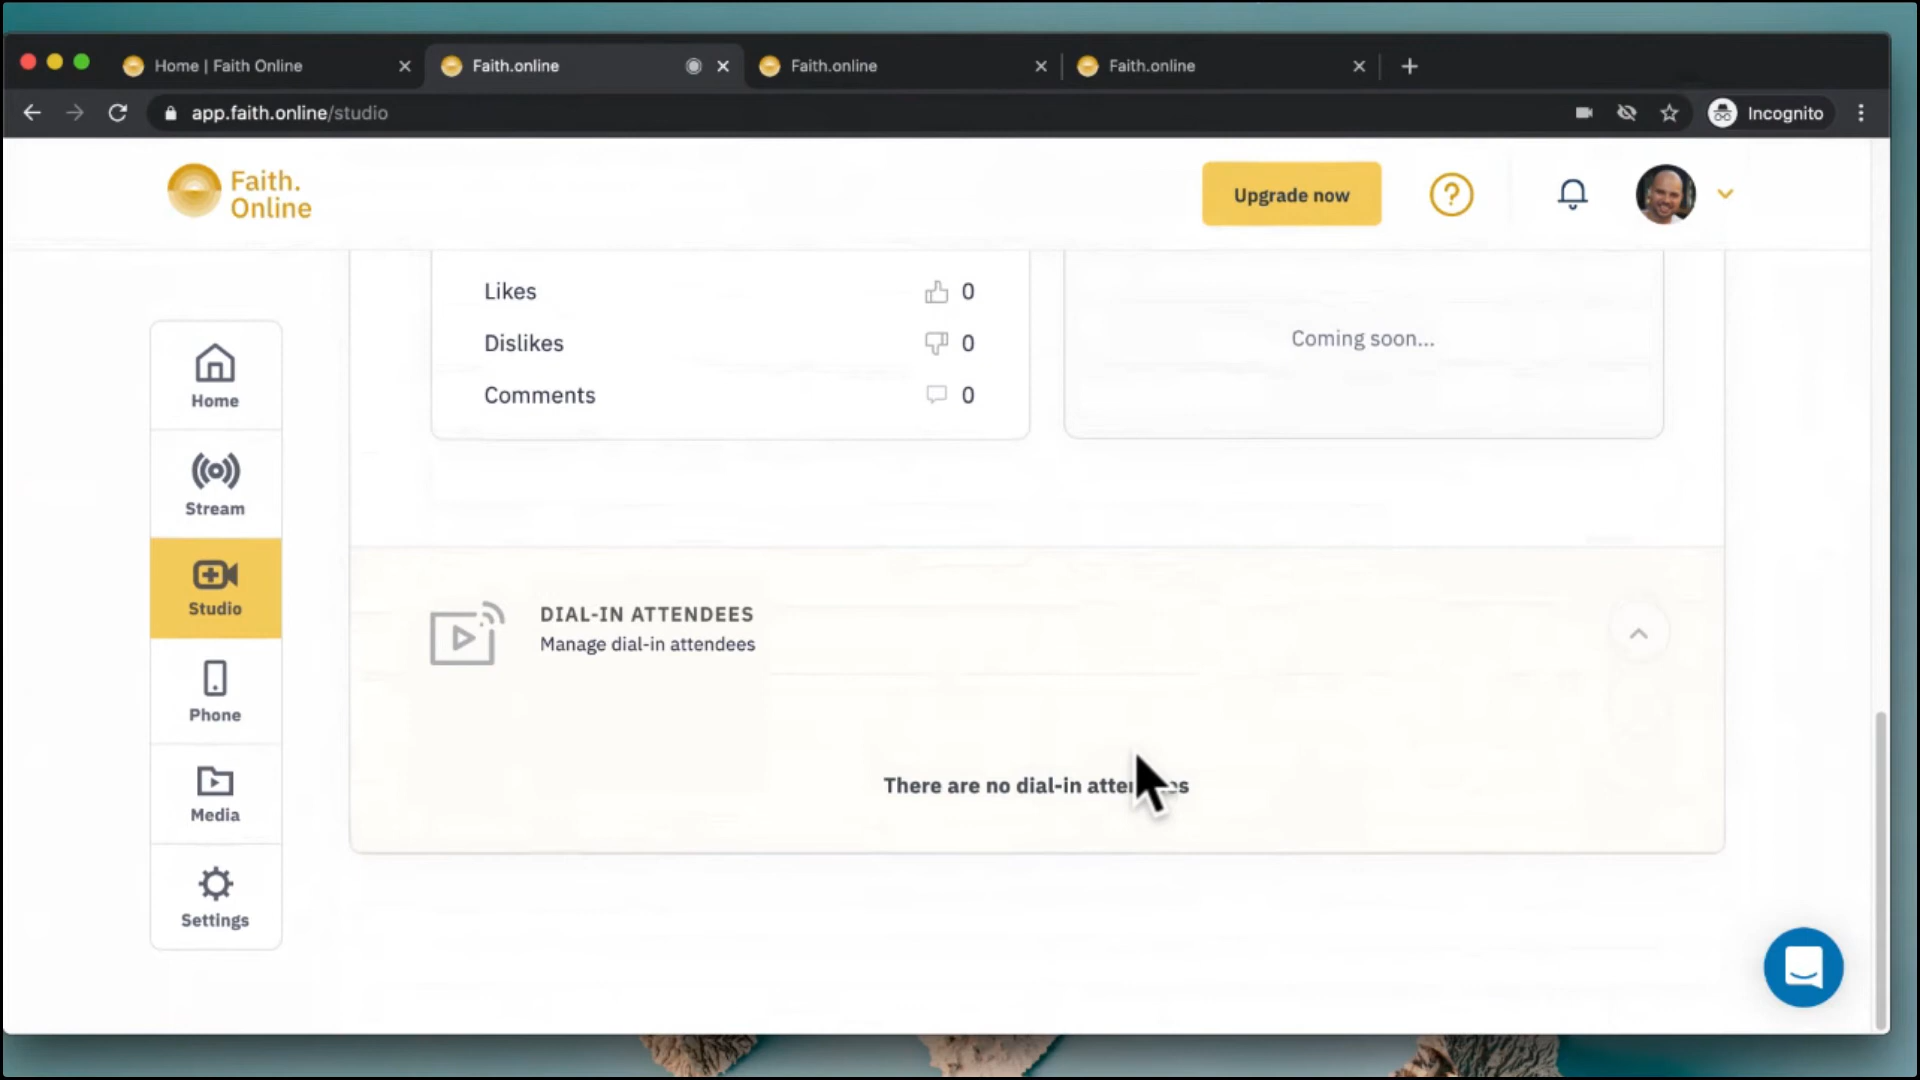 Home | Faith Online
Faith.online
Faith.online
Faith.online
app.faith.online/studio
Incognito
Faith.
Online
Upgrade now
?
Likes 0
Dislikes 0
Comments 0
Coming soon...
Home
Stream
Studio
Phone
Media
Settings
DIAL-IN ATTENDEES
Manage dial-in attendees
There are no dial-in